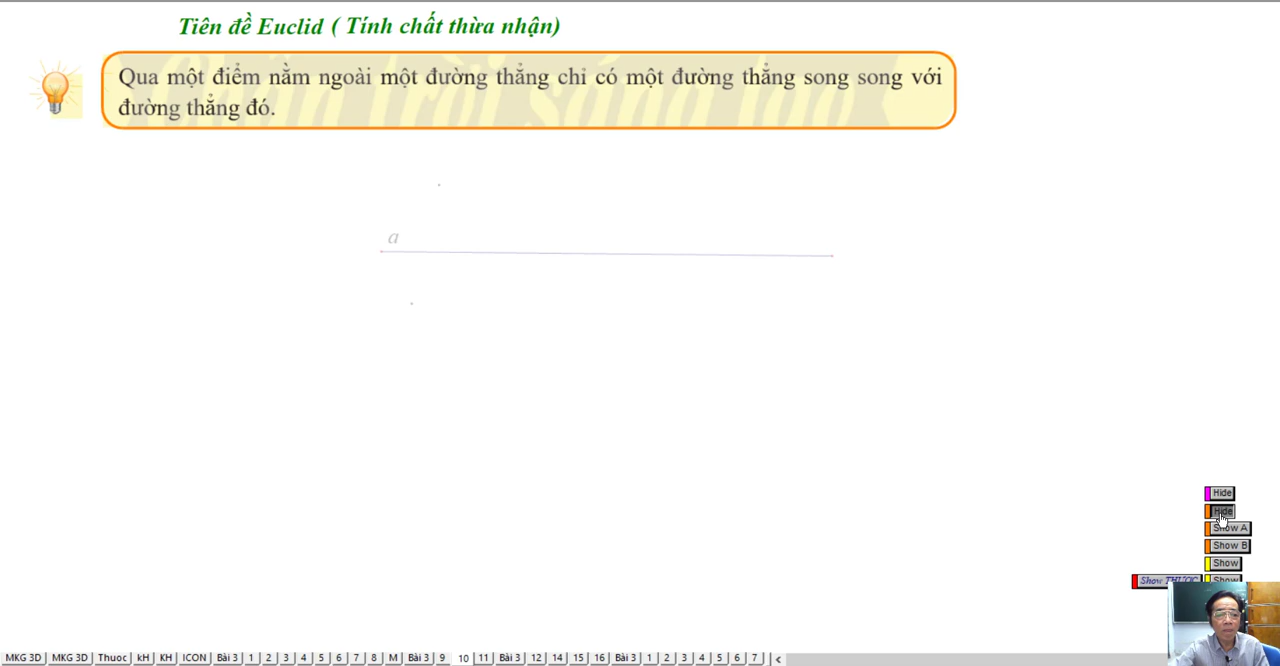 Tiên đề Euclid ( Tính chất thừa nhận)
Qua một điểm nằm ngoài một đường thẳng chỉ có một đường thẳng song song với
đường thẳng đó.
a
Hide
Hide
Show A
Show B
Show
Show THƯỚC
Show
MKG 3D MKG 3D Thuoc kH KH ICON Bài 3 1 2 3 4 5 6 7 8 M Bài 3 9 10 11 Bài 3 12 14 15 16 Bài 3 1 2 3 4 5 6 7